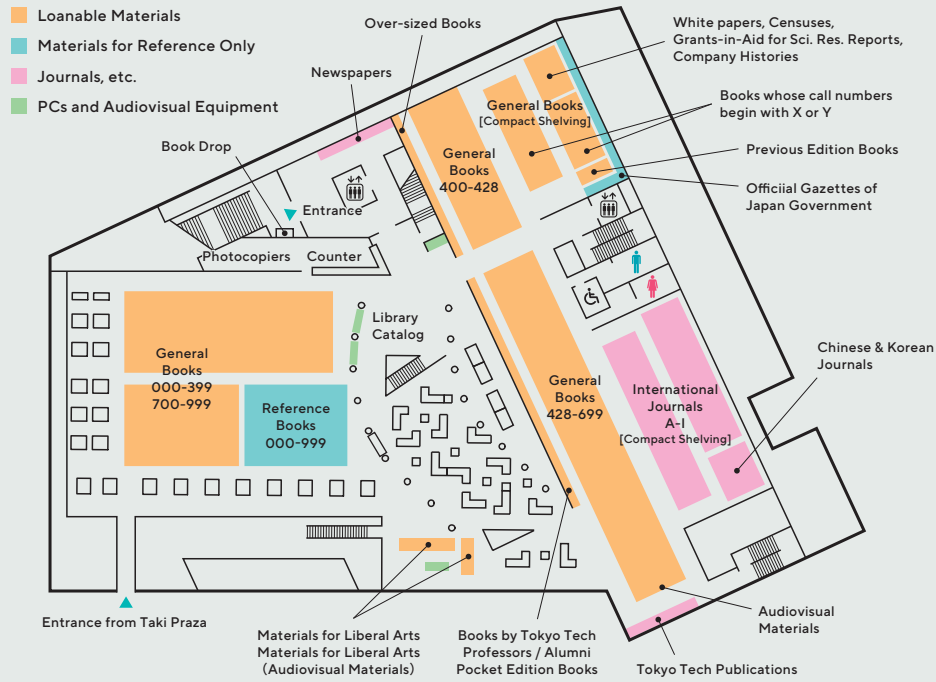 Loanable Materials
Materials for Reference Only
Journals, etc.
PCs and Audiovisual Equipment
Over-sized Books
Newspapers
Book Drop
White papers, Censuses,
Grants-in-Aid for Sci. Res. Reports,
Company Histories
Books whose call numbers
begin with X or Y
Previous Edition Books
Officiial Gazettes of
Japan Government
General Books
[Compact Shelving]
General
Books
400-428
Entrance
Photocopiers
Counter
Library
Catalog
General
Books
000-399
700-999
Reference
Books
000-999
General
Books
428-699
International
Journals
A-I
[Compact Shelving]
Chinese & Korean
Journals
Entrance from Taki Praza
Materials for Liberal Arts
Materials for Liberal Arts
(Audiovisual Materials)
Books by Tokyo Tech
Professors / Alumni
Pocket Edition Books
Audiovisual
Materials
Tokyo Tech Publications